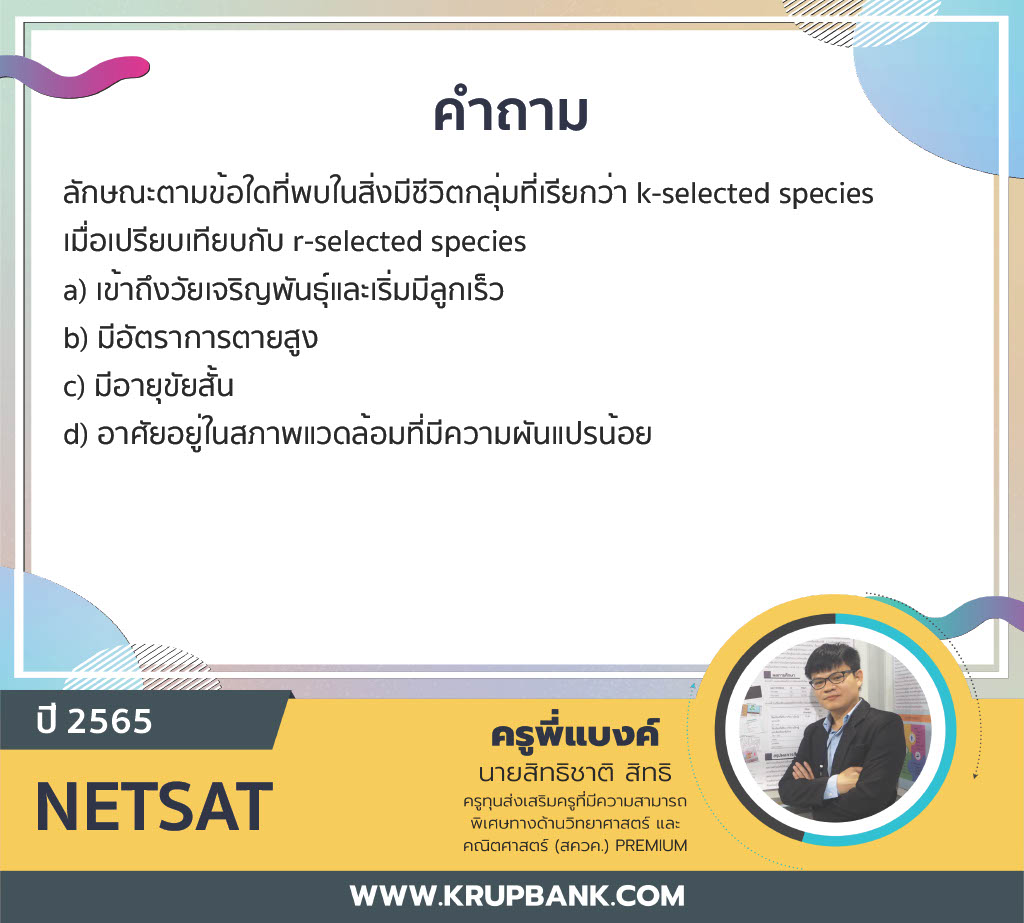 คำถาม
ลักษณะตามข้อใดที่พบในสิ่งมีชีวิตกลุ่มที่เรียกว่า k-selected species
เมื่อเปรียบเทียบกับ r-selected species
a) เข้าถึงวัยเจริญพันธุ์และเริ่มมีลูกเร็ว
b) มีอัตราการตายสูง
c) มีอายุขัยสั้น
d) อาศัยอยู่ในสภาพแวดล้อมที่มีความผันแปรน้อย
ปี 2565
NETSAT
ครูพี่แบงค์
นายสิทธิชาติ สิทธิ
ครูทุนส่งเสริมครูที่มีความสามารถ
พิเศษทางด้านวิทยาศาสตร์ และ
คณิตศาสตร์ (สควค.) PREMIUM
WWW.KRUPBANK.COM